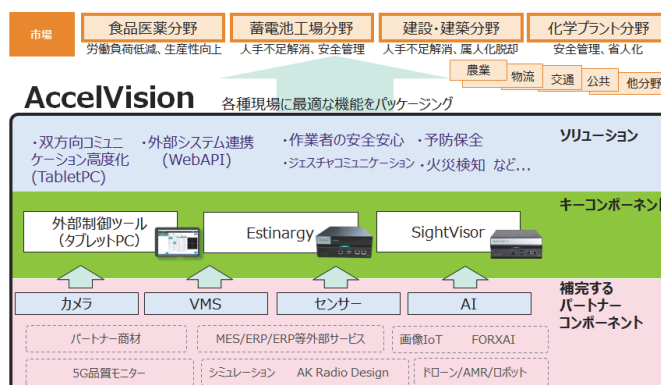 市場
食品医薬分野
蓄電池工場分野
建設・建築分野
化学プラント分野
労働負荷低減、生産性向上
人手不足解消、安全管理
人手不足解消、属人化脱却
安全管理、省人化
農業
物流
交通
公共
他分野
AccelVision
各種現場に最適な機能をパッケージング
・双方向コミュニ
ケーション高度化
(TabletPC)
・外部システム連携
(WebAPI)
・作業者の安全安心
・予防保全
・ジェスチャコミュニケーション
・火災検知 など...
ソリューション
キーコンポーネント
外部制御ツール
（タブレットPC）
Estinargy
SightVisor
カメラ
VMS
センサー
AI
補完する
パートナー
コンポーネント
パートナー商材
MES/ERP/ERP等外部サービス
画像IoT FORXAI
5G品質モニター
シミュレーション AK Radio Design
ドローン/AMR/ロボット